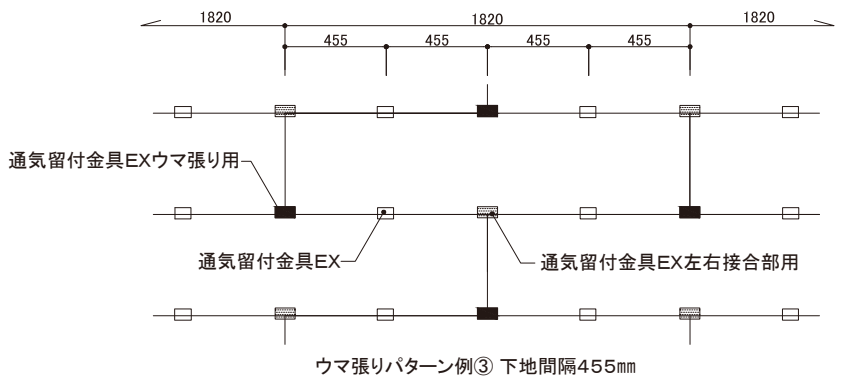 1820 1820 1820
455 455 455 455
通気留付金具EXウマ張り用
通気留付金具EX
通気留付金具EX左右接合部用
ウマ張りパターン例③ 下地間隔455㎜